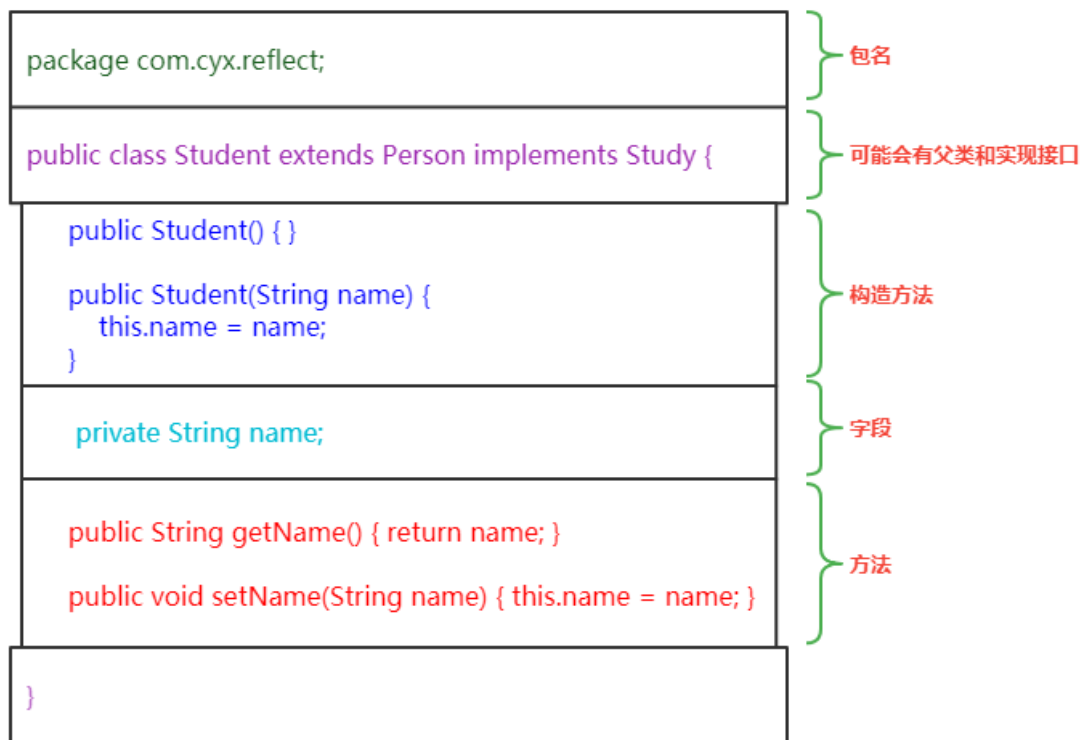 package com.cyx.reflect;
包名
public class Student extends Person implements Study {
可能会有父类和实现接口
public Student() { }
public Student(String name) {
this.name = name;
}
构造方法
private String name;
字段
public String getName() { return name; }
public void setName(String name) { this.name = name; }
方法
}